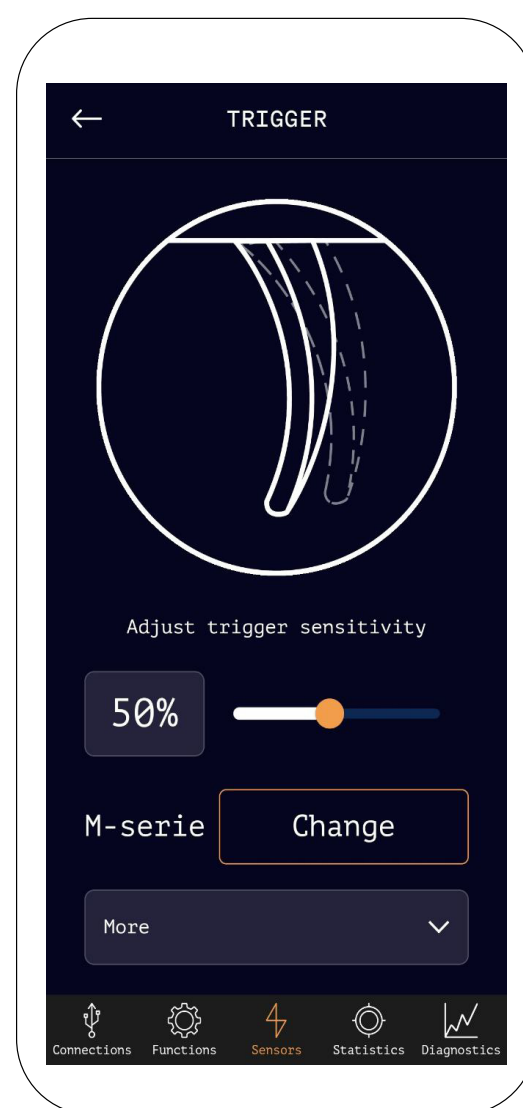 TRIGGER
Adjust trigger sensitivity
50%
M-serie Change
More
Connections Functions Sensors Statistics Diagnostics